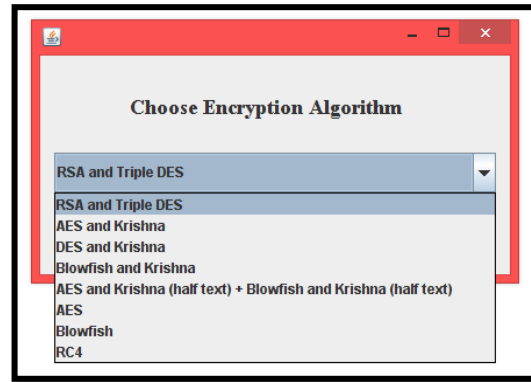 Choose Encryption Algorithm
RSA and Triple DES
RSA and Triple DES
AES and Krishna
DES and Krishna
Blowfish and Krishna
AES and Krishna (half text) + Blowfish and Krishna (half text)
AES
Blowfish
RC4